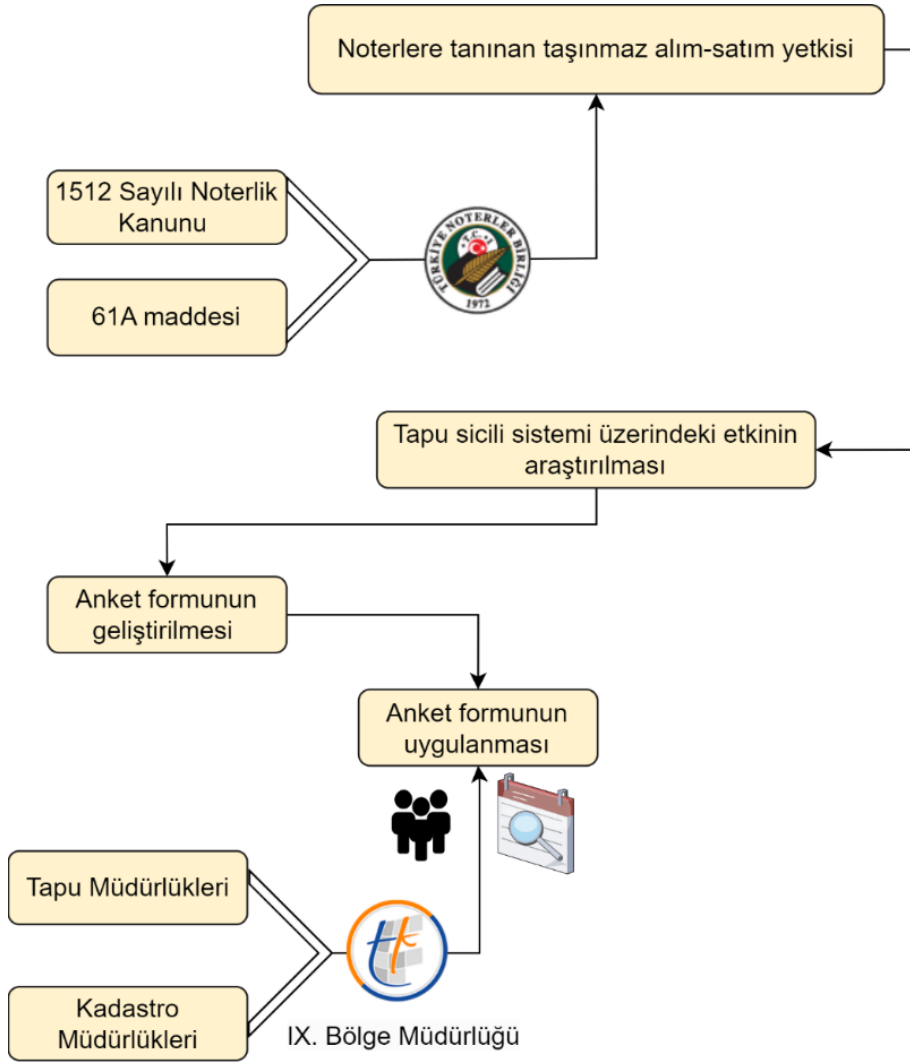 Noterlere tanınan taşınmaz alım-satım yetkisi
1512 Sayılı Noterlik
Kanunu
TÜRKİYE NOTERLER BİRLİĞİ
T.C.
1972
61A maddesi
Tapu sicili sistemi üzerindeki etkinin
araştırılması
Anket formunun
geliştirilmesi
Anket formunun
uygulanması
Tapu Müdürlükleri
Kadastro
Müdürlükleri
IX. Bölge Müdürlüğü